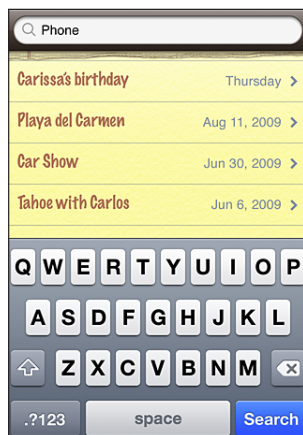 Phone
Carissa's birthday Thursday
Playa del Carmen Aug 11, 2009
Car Show Jun 30, 2009
Tahoe with Carlos Jun 6, 2009
Q W E R T Y U I O P
A S D F G H J K L
Z X C V B N M
.?123 space Search